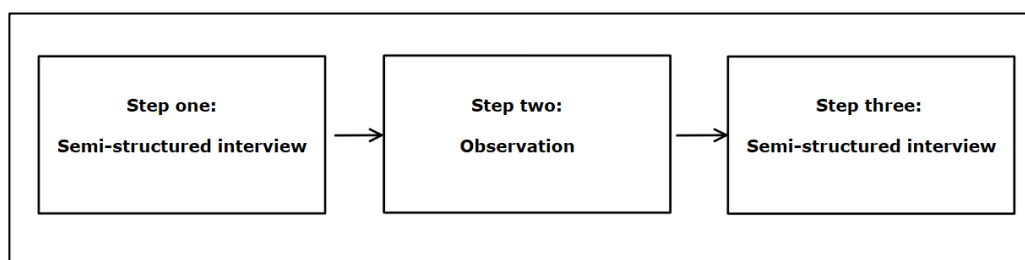 Step one:
Semi-structured interview
Step two:
Observation
Step three:
Semi-structured interview